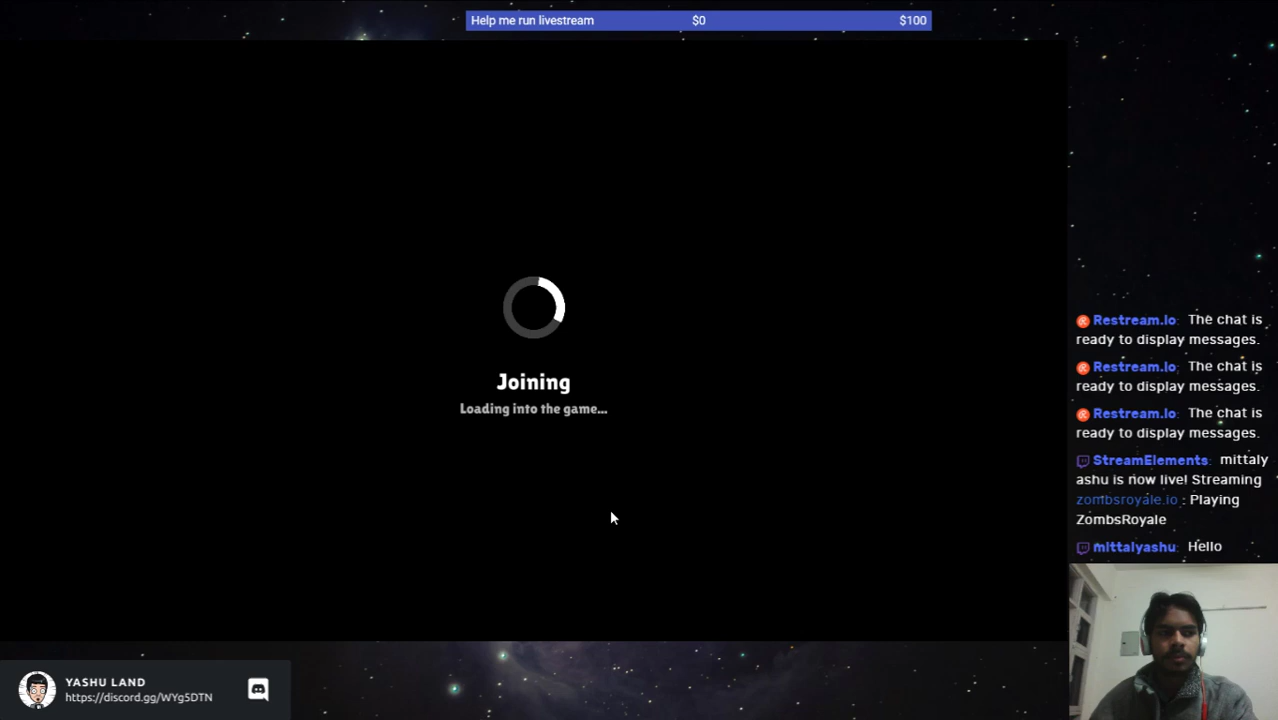 Help me run livestream $0 $100
Joining
Loading into the game...
Restream.io: The chat is
ready to display messages.
Restream.io: The chat is
ready to display messages.
Restream.io: The chat is
ready to display messages.
StreamElements: mittaly
ashu is now live! Streaming
zombsroyale.io : Playing
ZombsRoyale
mittalyashu: Hello
YASHU LAND
https://discord.gg/WYg5DTN